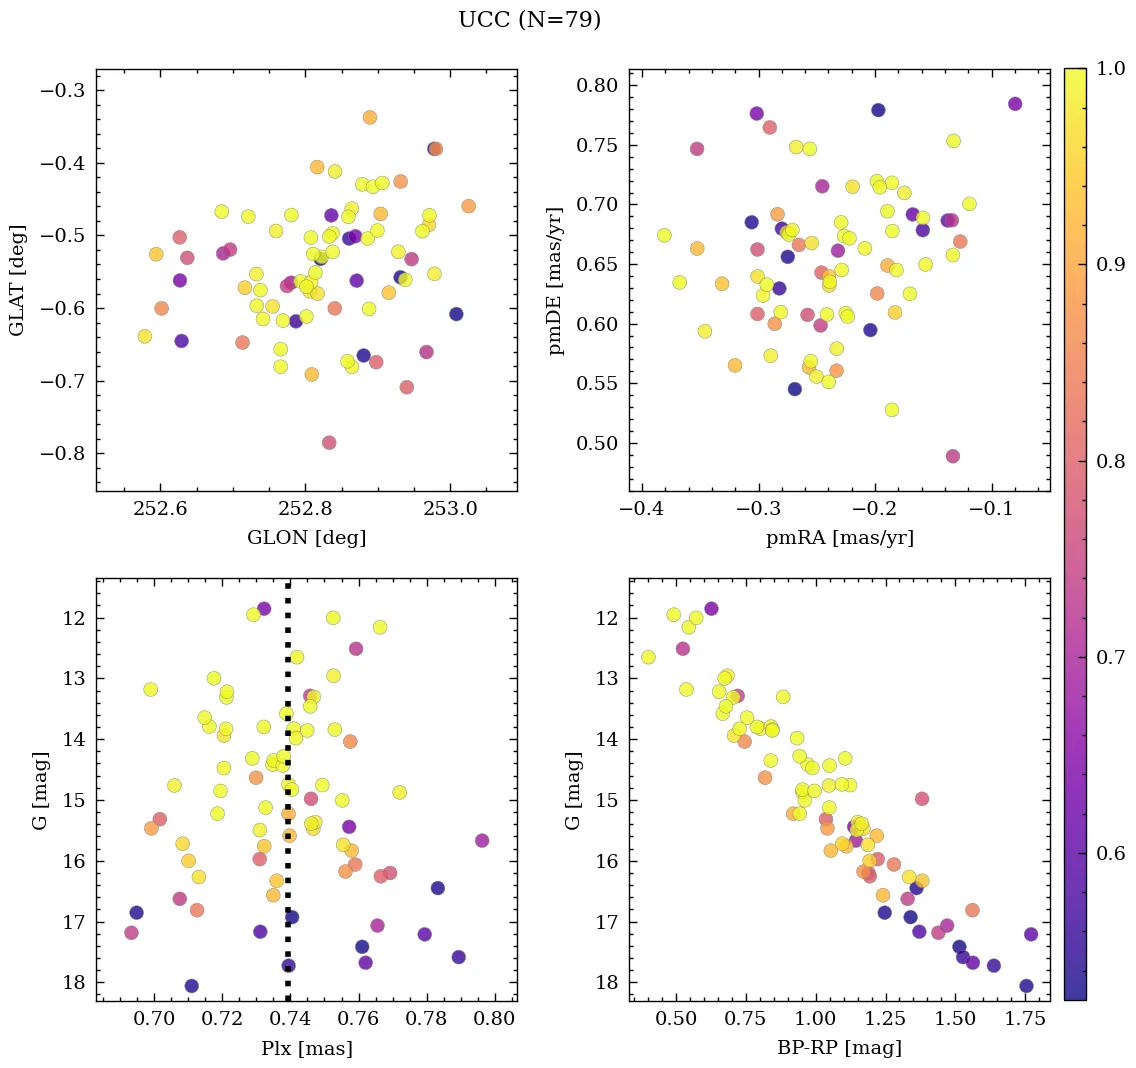 UCC (N=79)
−0.3
−0.4
−0.5
−0.6
−0.7
−0.8
GLAT [deg]
252.6 252.8 253.0
GLON [deg]
0.80
0.75
0.70
0.65
0.60
0.55
0.50
pmDE [mas/yr]
−0.4 −0.3 −0.2 −0.1
pmRA [mas/yr]
12
13
14
15
16
17
18
G [mag]
0.70 0.72 0.74 0.76 0.78 0.80
Plx [mas]
12
13
14
15
16
17
18
G [mag]
0.50 0.75 1.00 1.25 1.50 1.75
BP-RP [mag]
1.0
0.9
0.8
0.7
0.6